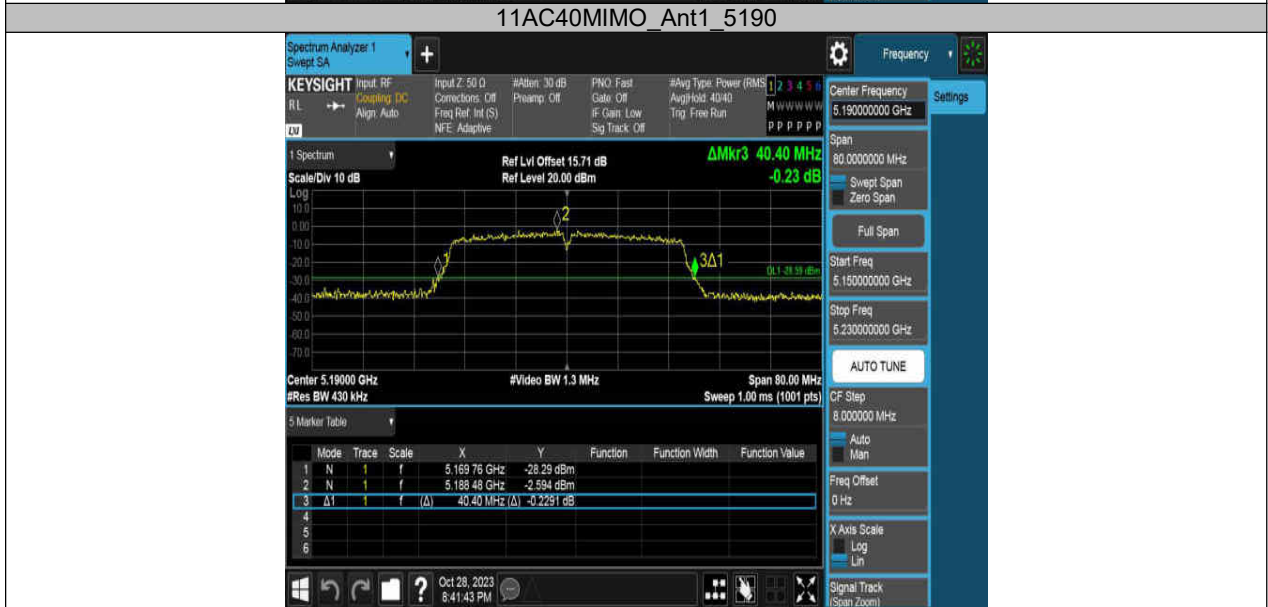 11AC40MIMO_Ant1_5190
Spectrum Analyzer 1
Swept SA
+
Frequency
KEYSIGHT
RL
LXI
Input: RF
Coupling: DC
Align: Auto
Input Z: 50 Ω
Corrections: Off
Freq Ref: Int (S)
NFE: Adaptive
#Atten: 30 dB
Preamp: Off
PNO: Fast
Gate: Off
IF Gain: Low
Sig Track: Off
#Avg Type: Power (RMS
Avg|Hold: 40/40
Trig: Free Run
1 2 3 4 5 6
M W W W W W
P P P P P P
Center Frequency
5.190000000 GHz
Settings
Span
80.0000000 MHz
Swept Span
Zero Span
Full Span
Start Freq
5.150000000 GHz
Stop Freq
5.230000000 GHz
AUTO TUNE
CF Step
8.000000 MHz
Auto
Man
Freq Offset
0 Hz
X Axis Scale
Log
Lin
Signal Track
(Span Zoom)
1 Spectrum
Scale/Div 10 dB
Ref Lvl Offset 15.71 dB
Ref Level 20.00 dBm
ΔMkr3 40.40 MHz
-0.23 dB
Log
10.0
0.00
-10.0
-20.0
-30.0
-40.0
-50.0
-60.0
-70.0
1
2
3Δ1
DL1 -28.59 dBm
Center 5.19000 GHz
#Res BW 430 kHz
#Video BW 1.3 MHz
Span 80.00 MHz
Sweep 1.00 ms (1001 pts)
5 Marker Table
Mode Trace Scale X Y Function Function Width Function Value
1 N 1 f 5.169 76 GHz -28.29 dBm
2 N 1 f 5.188 48 GHz -2.594 dBm
3 Δ1 1 f (Δ) 40.40 MHz (Δ) -0.2291 dB
4
5
6
?
Oct 28, 2023
8:41:43 PM